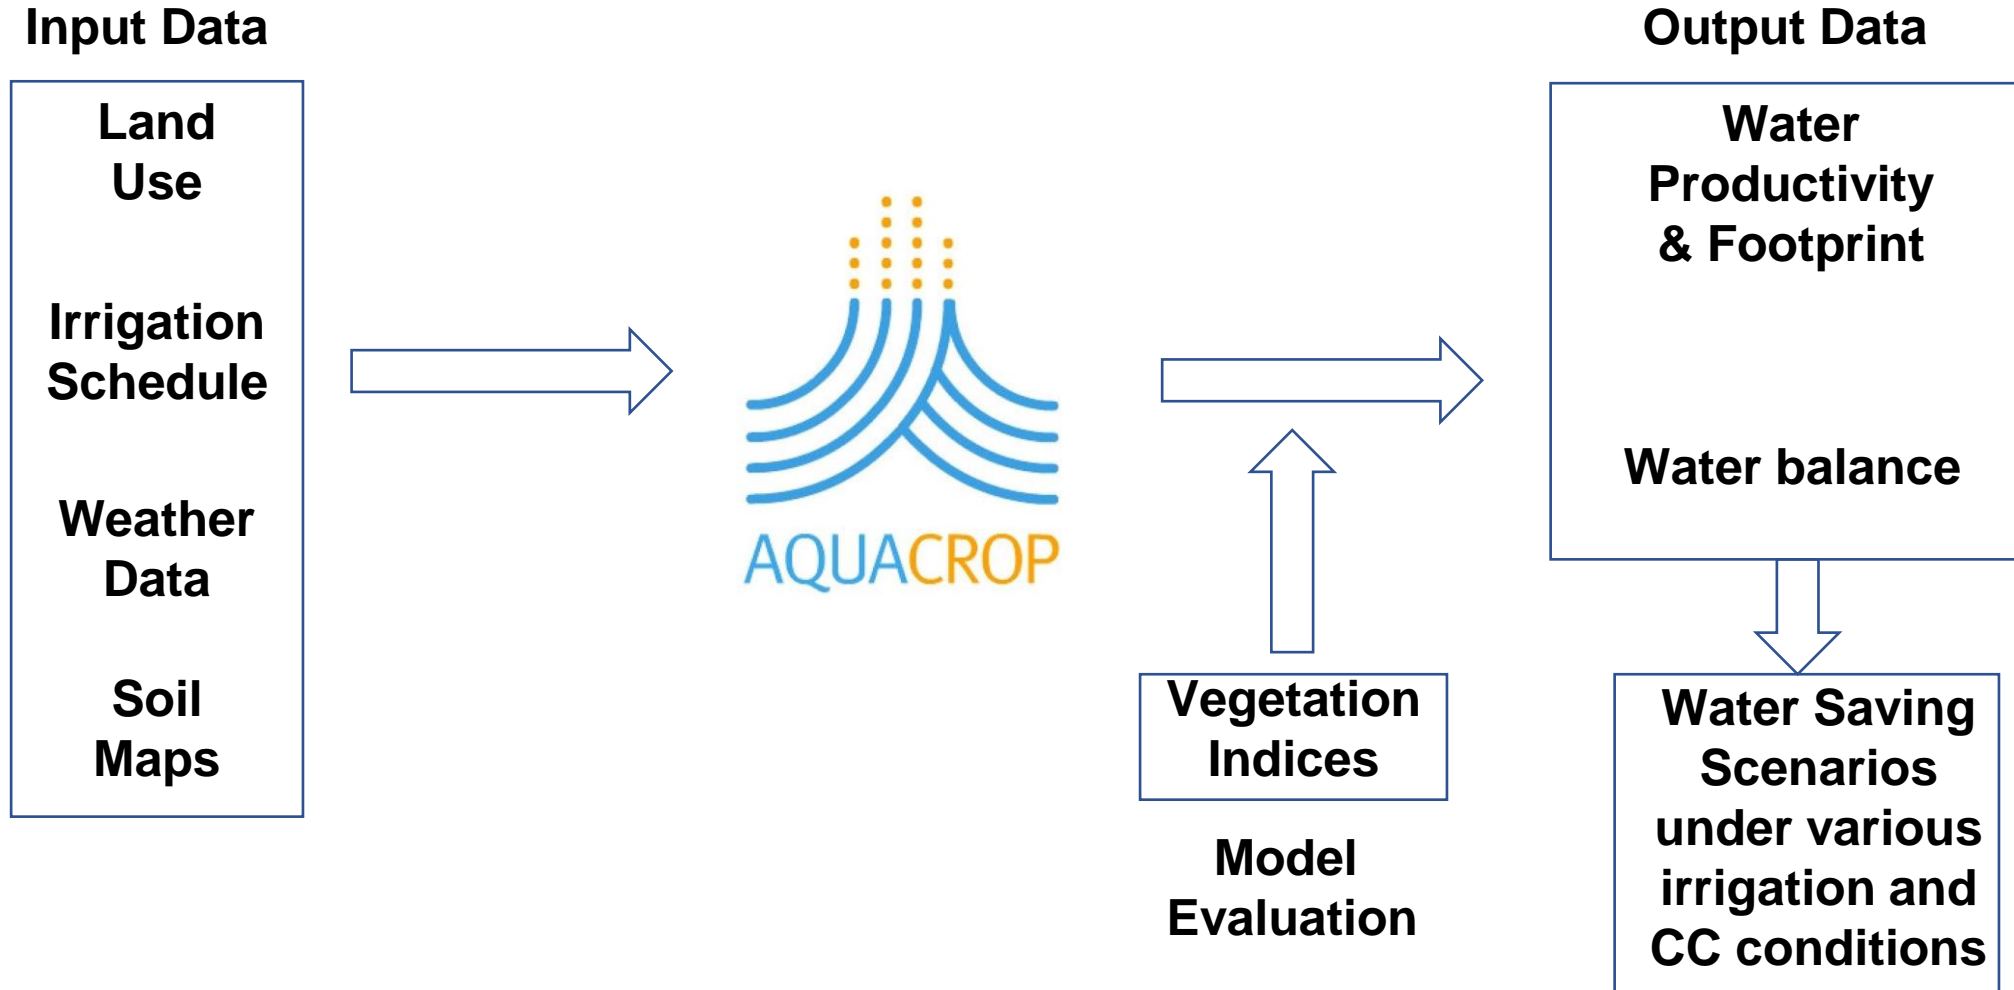 Input Data
Land
Use
Irrigation
Schedule
Weather
Data
Soil
Maps
AQUACROP
Vegetation
Indices
Model
Evaluation
Output Data
Water
Productivity
& Footprint
Water balance
Water Saving
Scenarios
under various
irrigation and
CC conditions